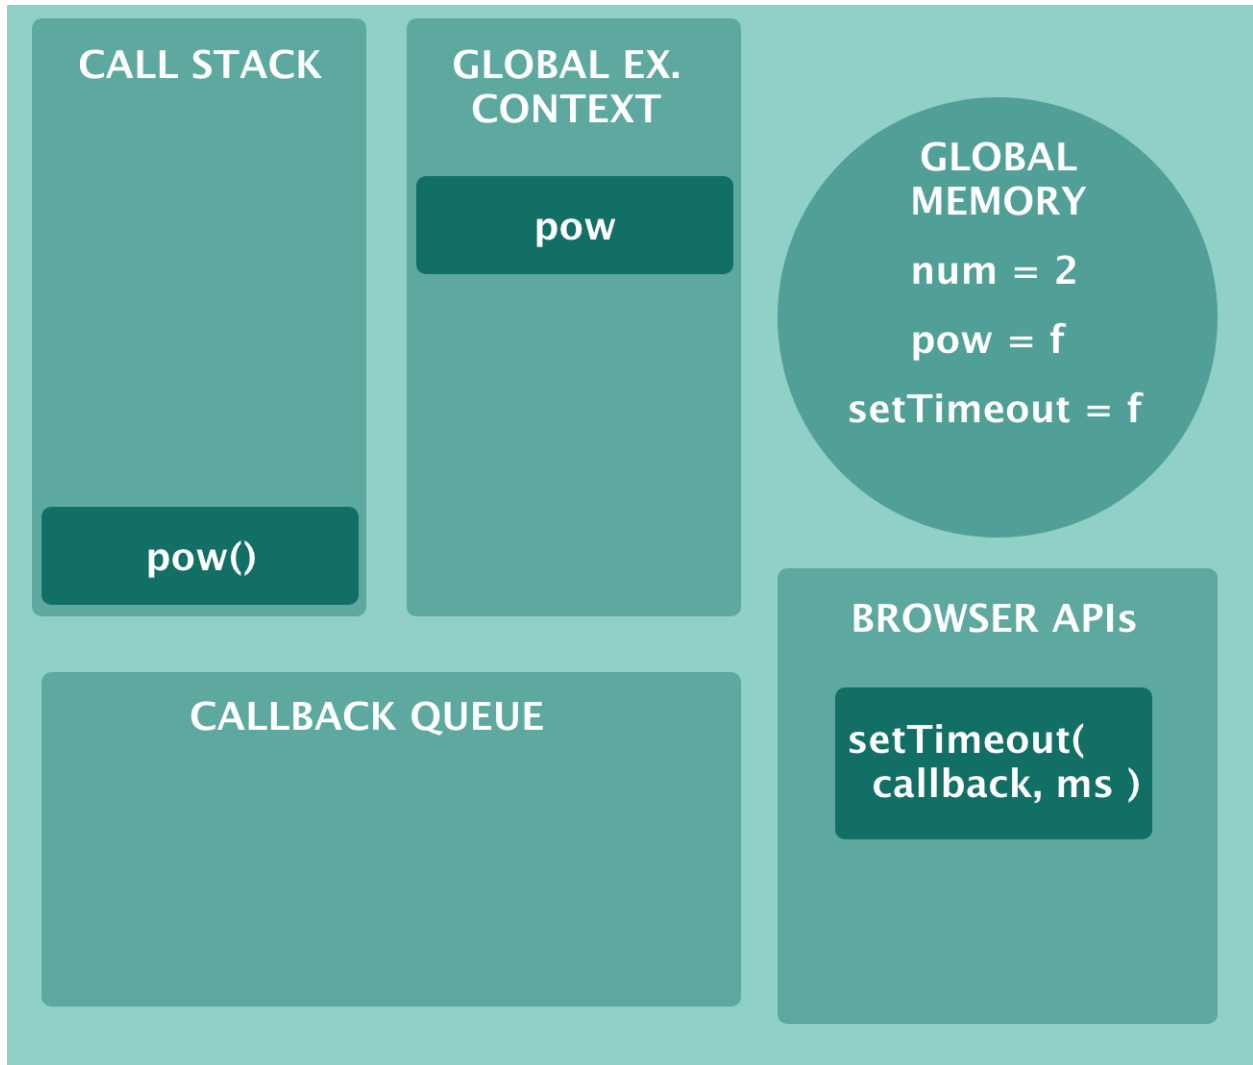 CALL STACK
pow()
GLOBAL EX.
CONTEXT
pow
GLOBAL
MEMORY
num = 2
pow = f
setTimeout = f
CALLBACK QUEUE
BROWSER APIs
setTimeout(
callback, ms )